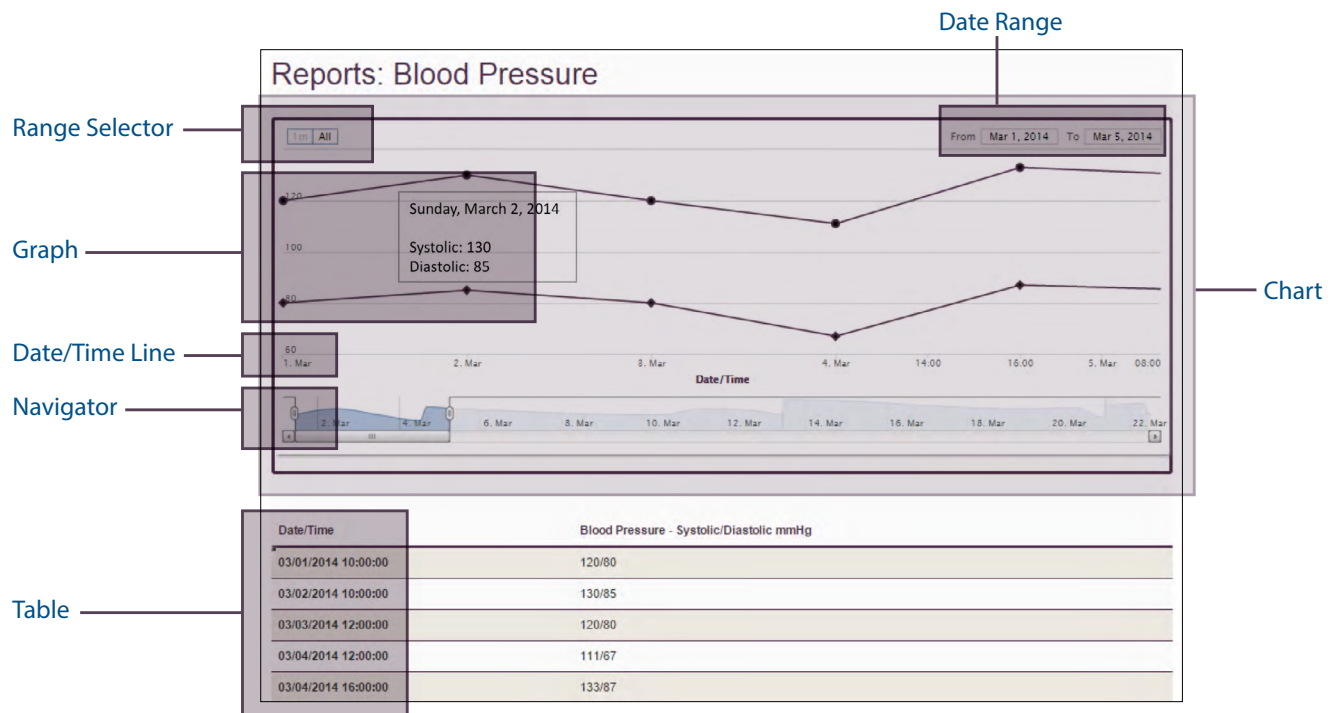 Date Range
Reports: Blood Pressure
Range Selector
1m All
From Mar 1, 2014 To Mar 5, 2014
120
Sunday, March 2, 2014
Graph
100
Systolic: 130
Diastolic: 85
80
Chart
Date/Time Line
60
1. Mar 2. Mar 3. Mar 4. Mar 14:00 16:00 5. Mar 08:00
Date/Time
Navigator
2. Mar 4. Mar 6. Mar 8. Mar 10. Mar 12. Mar 14. Mar 16. Mar 18. Mar 20. Mar 22. Mar
Date/Time Blood Pressure - Systolic/Diastolic mmHg
03/01/2014 10:00:00 120/80
03/02/2014 10:00:00 130/85
Table
03/03/2014 12:00:00 120/80
03/04/2014 12:00:00 111/67
03/04/2014 16:00:00 133/87